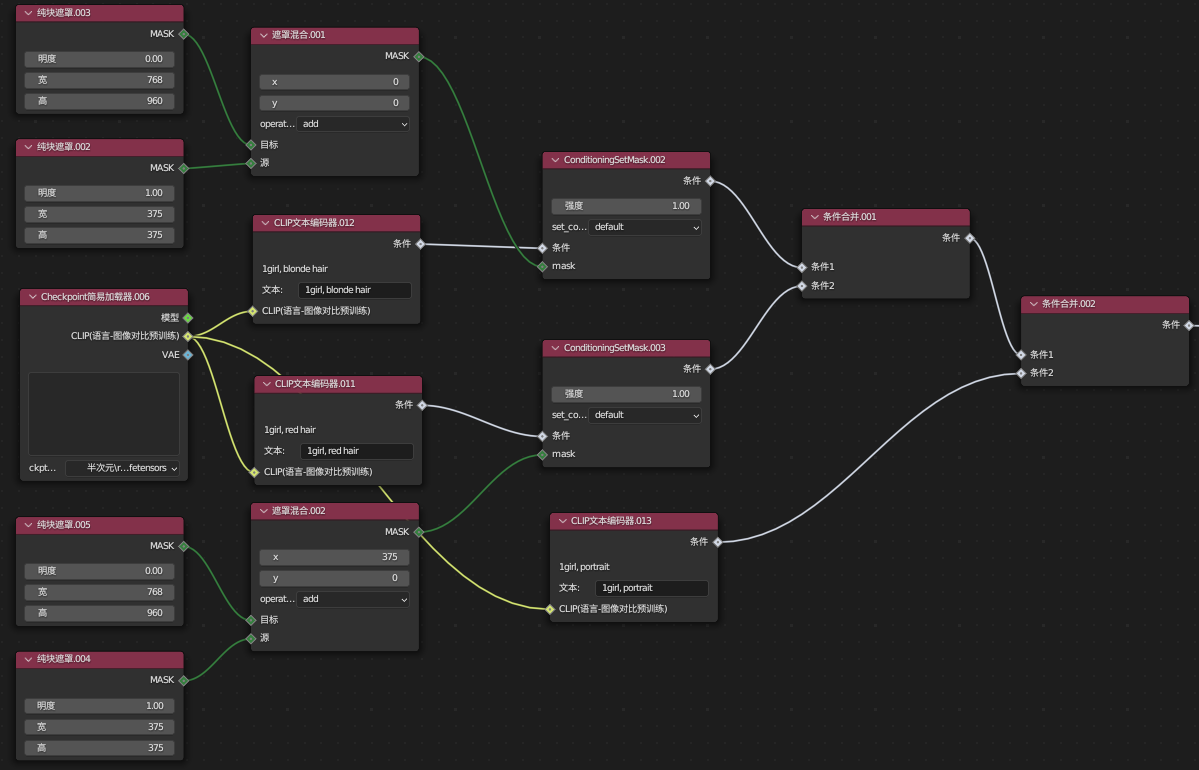 纯块遮罩.003
MASK
明度 0.00
宽 768
高 960
纯块遮罩.002
MASK
明度 1.00
宽 375
高 375
Checkpoint简易加载器.006
模型
CLIP(语言-图像对比预训练)
VAE
ckpt... 半次元\r...fetensors
纯块遮罩.005
MASK
明度 0.00
宽 768
高 960
纯块遮罩.004
MASK
明度 1.00
宽 375
高 375
遮罩混合.001
MASK
x 0
y 0
operat... add
目标
源
CLIP文本编码器.012
条件
1girl, blonde hair
文本: 1girl, blonde hair
CLIP(语言-图像对比预训练)
CLIP文本编码器.011
条件
1girl, red hair
文本: 1girl, red hair
CLIP(语言-图像对比预训练)
遮罩混合.002
MASK
x 375
y 0
operat... add
目标
源
ConditioningSetMask.002
条件
强度 1.00
set_co... default
条件
mask
ConditioningSetMask.003
条件
强度 1.00
set_co... default
条件
mask
CLIP文本编码器.013
条件
1girl, portrait
文本: 1girl, portrait
CLIP(语言-图像对比预训练)
条件合并.001
条件
条件1
条件2
条件合并.002
条件
条件1
条件2